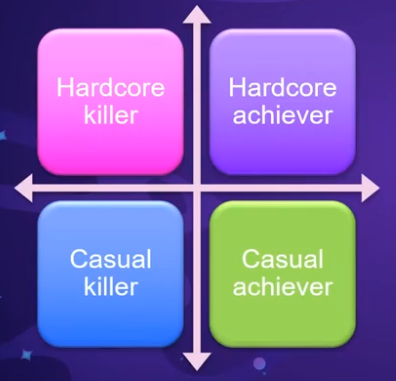 Hardcore
killer
Hardcore
achiever
Casual
killer
Casual
achiever